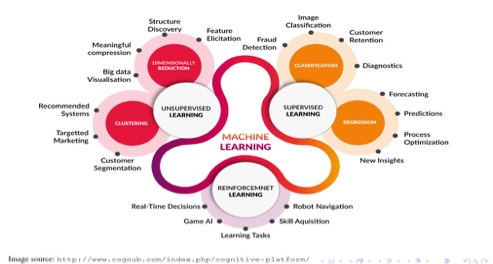 Structure
Discovery
Feature
Elicitation
Meaningful
compression
Big data
Visualisation
DIMENSIONALLY
REDUCTION
Recommended
Systems
Targetted
Marketing
Customer
Segmentation
CLUSTERING
UNSUPERVISED
LEARNING
Image
Classification
Fraud
Detection
Customer
Retention
Diagnostics
CLASSIFICATION
Forecasting
Predictions
Process
Optimization
New Insights
REGRESSION
SUPERVISED
LEARNING
MACHINE
LEARNING
REINFORCEMNET
LEARNING
Real-Time Decisions
Robot Navigation
Game AI
Skill Aquisition
Learning Tasks
Image source: http://www.cognub.com/index.php/cognitive-platform/